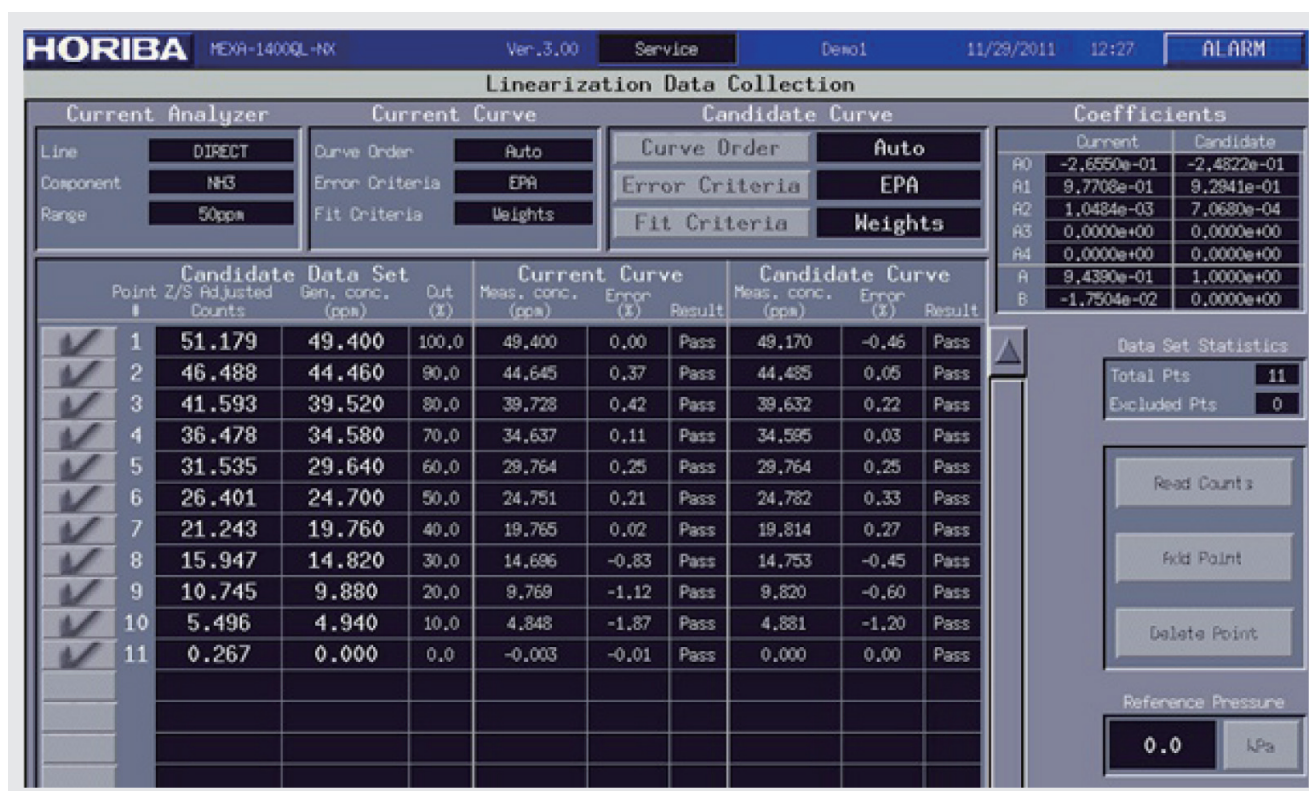 HORIBA MEXA-1400QL-NX Ver.3.00 Service Demo1 11/29/2011 12:27 ALARM
Linearization Data Collection
Current Analyzer Current Curve Candidate Curve Coefficients
Line DIRECT Curve Order Auto Curve Order Auto
Component NH3 Error Criteria EPA Error Criteria EPA
Range 50ppm Fit Criteria Weights Fit Criteria Weights
Current Candidate
A0 -2.6550e-01 -2.4822e-01
A1 9.7708e-01 9.2941e-01
A2 1.0484e-03 7.0680e-04
A3 0.0000e+00 0.0000e+00
A4 0.0000e+00 0.0000e+00
A 9.4390e-01 1.0000e+00
B -1.7504e-02 0.0000e+00
Candidate Data Set Current Curve Candidate Curve
Point Z/S Adjusted Gen. conc. Cut Meas. conc. Error Meas. conc. Error
# Counts (ppm) (%) (ppm) (%) Result (ppm) (%) Result
1 51.179 49.400 100.0 49.400 0.00 Pass 49.170 -0.46 Pass
2 46.488 44.460 90.0 44.645 0.37 Pass 44.485 0.05 Pass
3 41.593 39.520 80.0 39.728 0.42 Pass 39.632 0.22 Pass
4 36.478 34.580 70.0 34.637 0.11 Pass 34.595 0.03 Pass
5 31.535 29.640 60.0 29.764 0.25 Pass 29.764 0.25 Pass
6 26.401 24.700 50.0 24.751 0.21 Pass 24.782 0.33 Pass
7 21.243 19.760 40.0 19.765 0.02 Pass 19.814 0.27 Pass
8 15.947 14.820 30.0 14.696 -0.83 Pass 14.753 -0.45 Pass
9 10.745 9.880 20.0 9.769 -1.12 Pass 9.820 -0.60 Pass
10 5.496 4.940 10.0 4.848 -1.87 Pass 4.881 -1.20 Pass
11 0.267 0.000 0.0 -0.003 -0.01 Pass 0.000 0.00 Pass
Data Set Statistics
Total Pts 11
Excluded Pts 0
Read Counts
Add Point
Delete Point
Reference Pressure
0.0 kPa